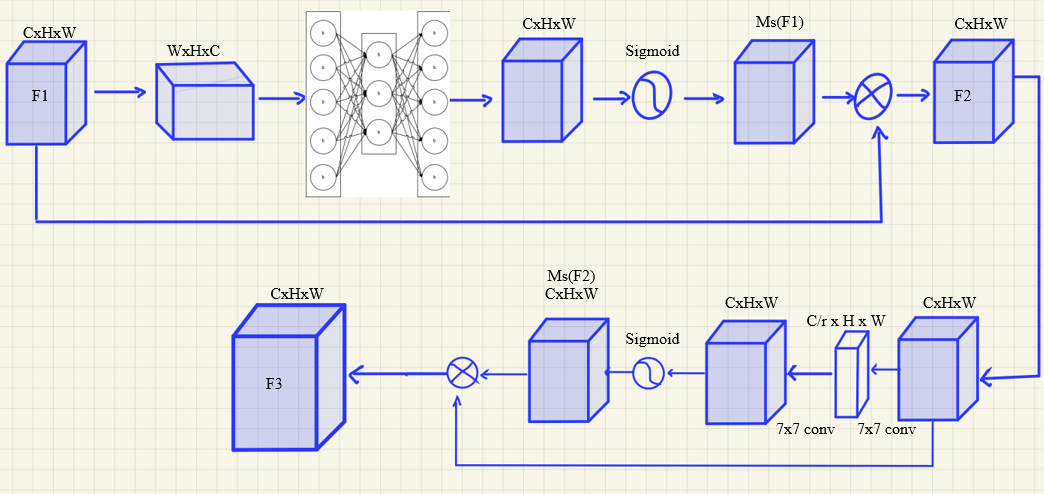 CxHxW
F1
WxHxC
CxHxW
Sigmoid
Ms(F1)
CxHxW
F2
CxHxW
F3
Ms(F2)
CxHxW
Sigmoid
CxHxW
7x7 conv
C/r x H x W
7x7 conv
CxHxW